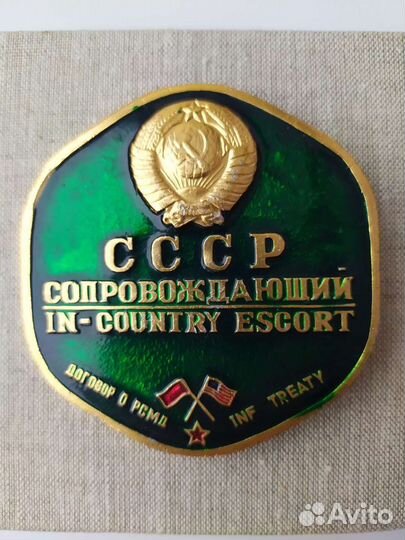 СССР
СОПРОВОЖДАЮЩИЙ
IN-COUNTRY ESCORT
ДОГОВОР О РСМД
INF TREATY
Avito